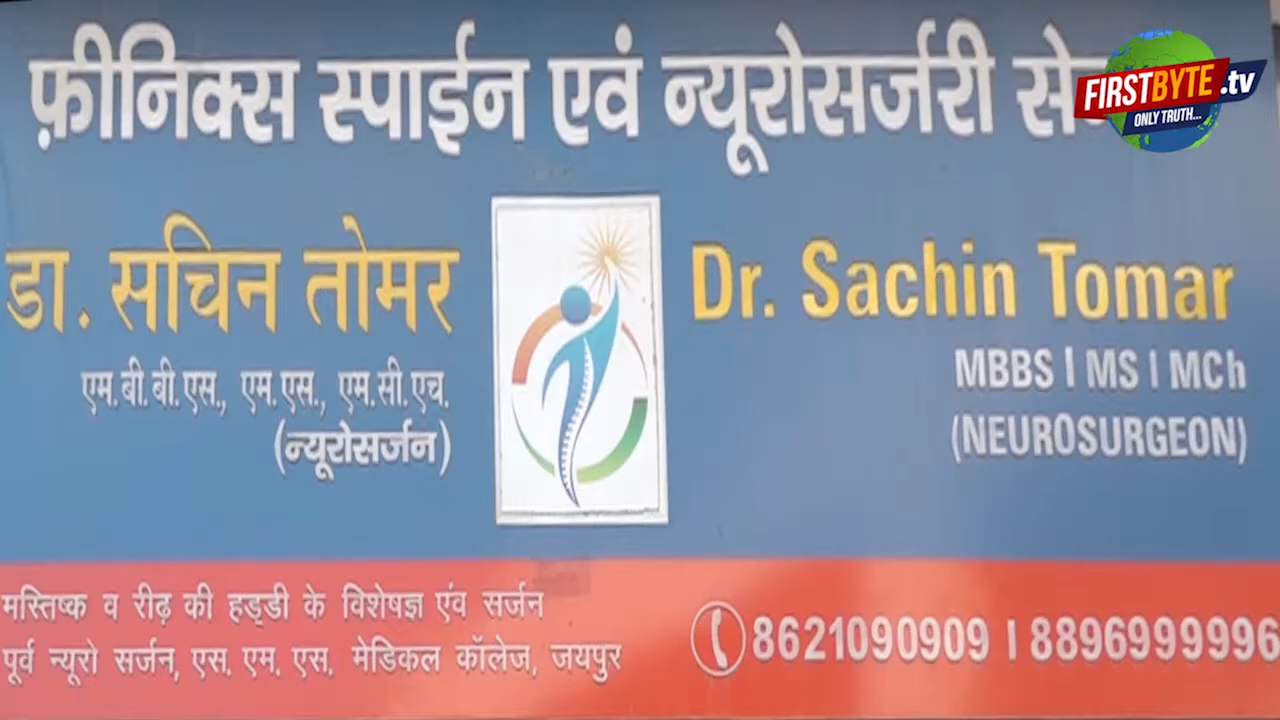 फ़ीनिक्स स्पाईन एवं न्यूरोसर्जरी
FIRSTBYTE.tv
ONLY TRUTH...
डा. सचिन तोमर
एम.बी.बी.एस., एम.एस., एम.सी.एच.
(न्यूरोसर्जन)
Dr. Sachin Tomar
MBBS | MS | MCh
(NEUROSURGEON)
मस्तिष्क व रीढ़ की हड्डी के विशेषज्ञ एंव सर्जन
पूर्व न्यूरो सर्जन, एस. एम. एस. मेडिकल कॉलेज, जयपुर
8621090909 | 8896999996